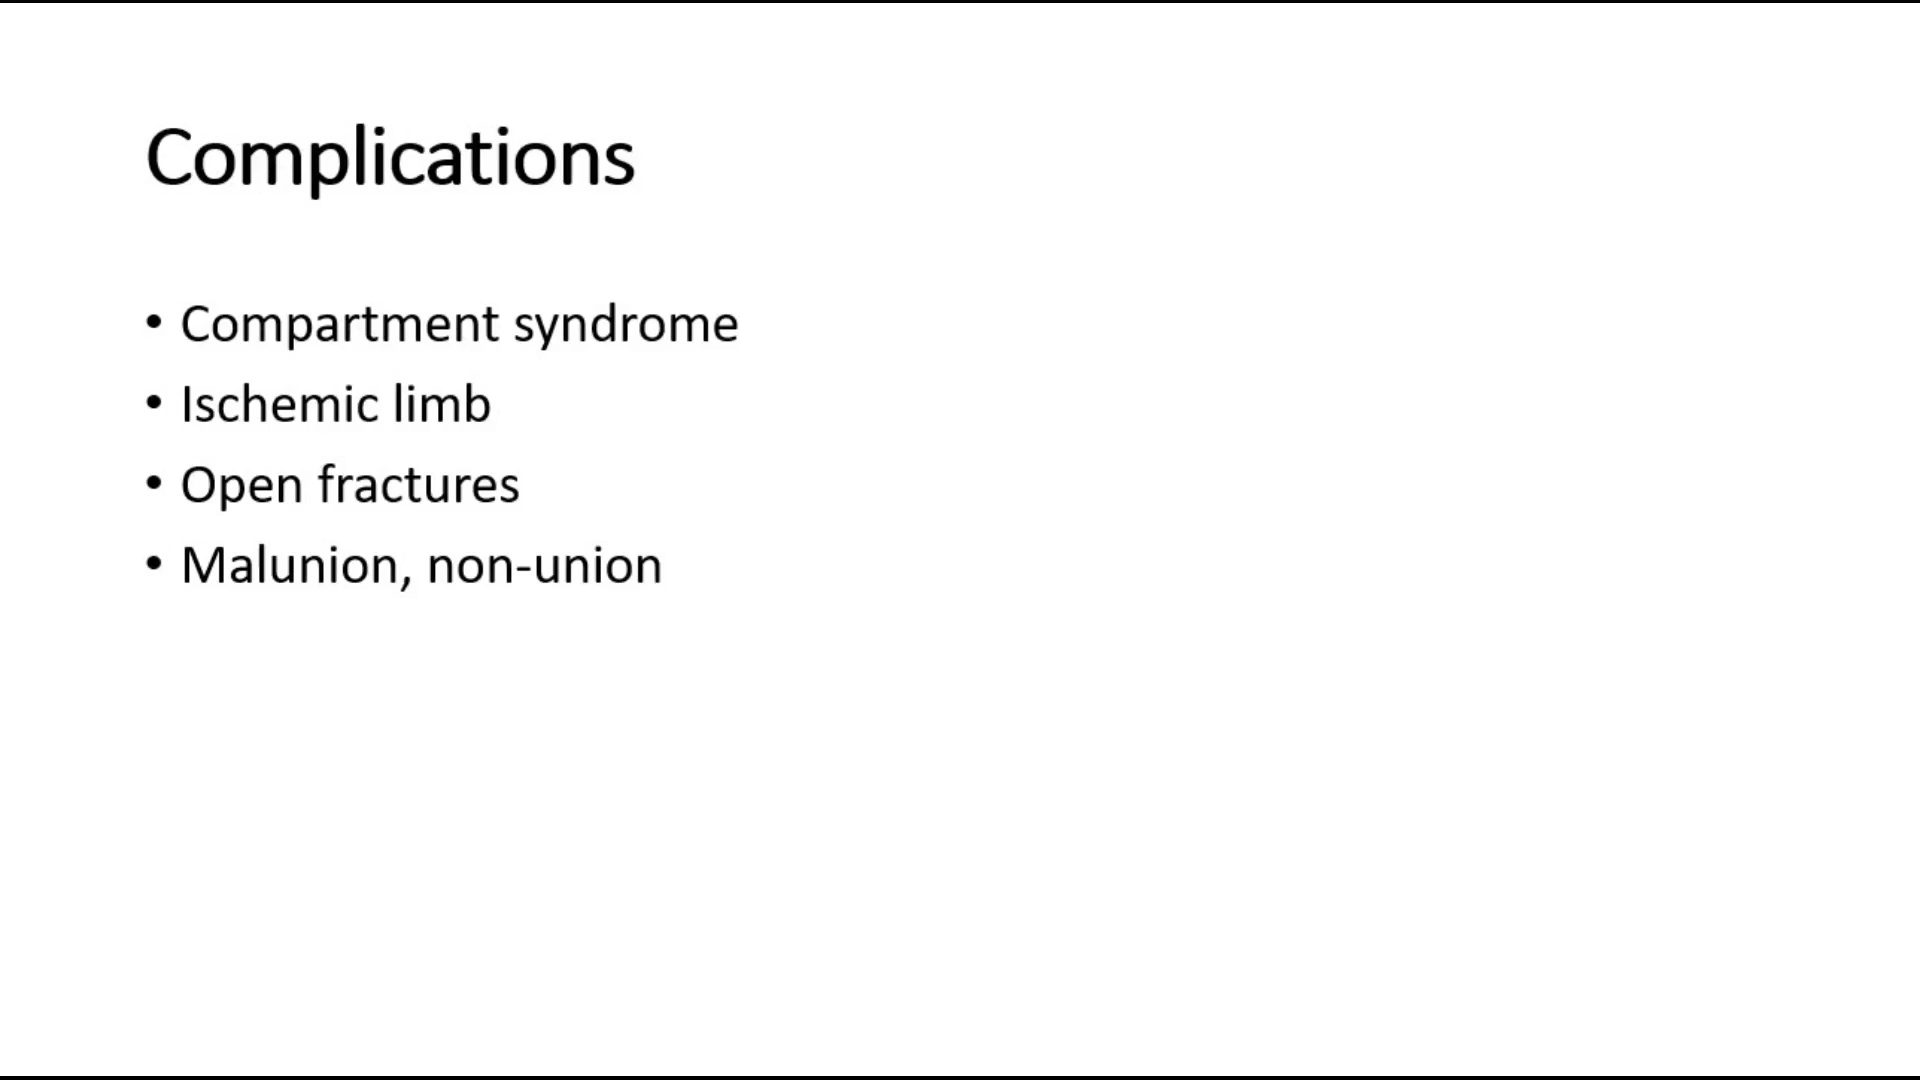 Complications
• Compartment syndrome
• Ischemic limb
• Open fractures
• Malunion, non-union